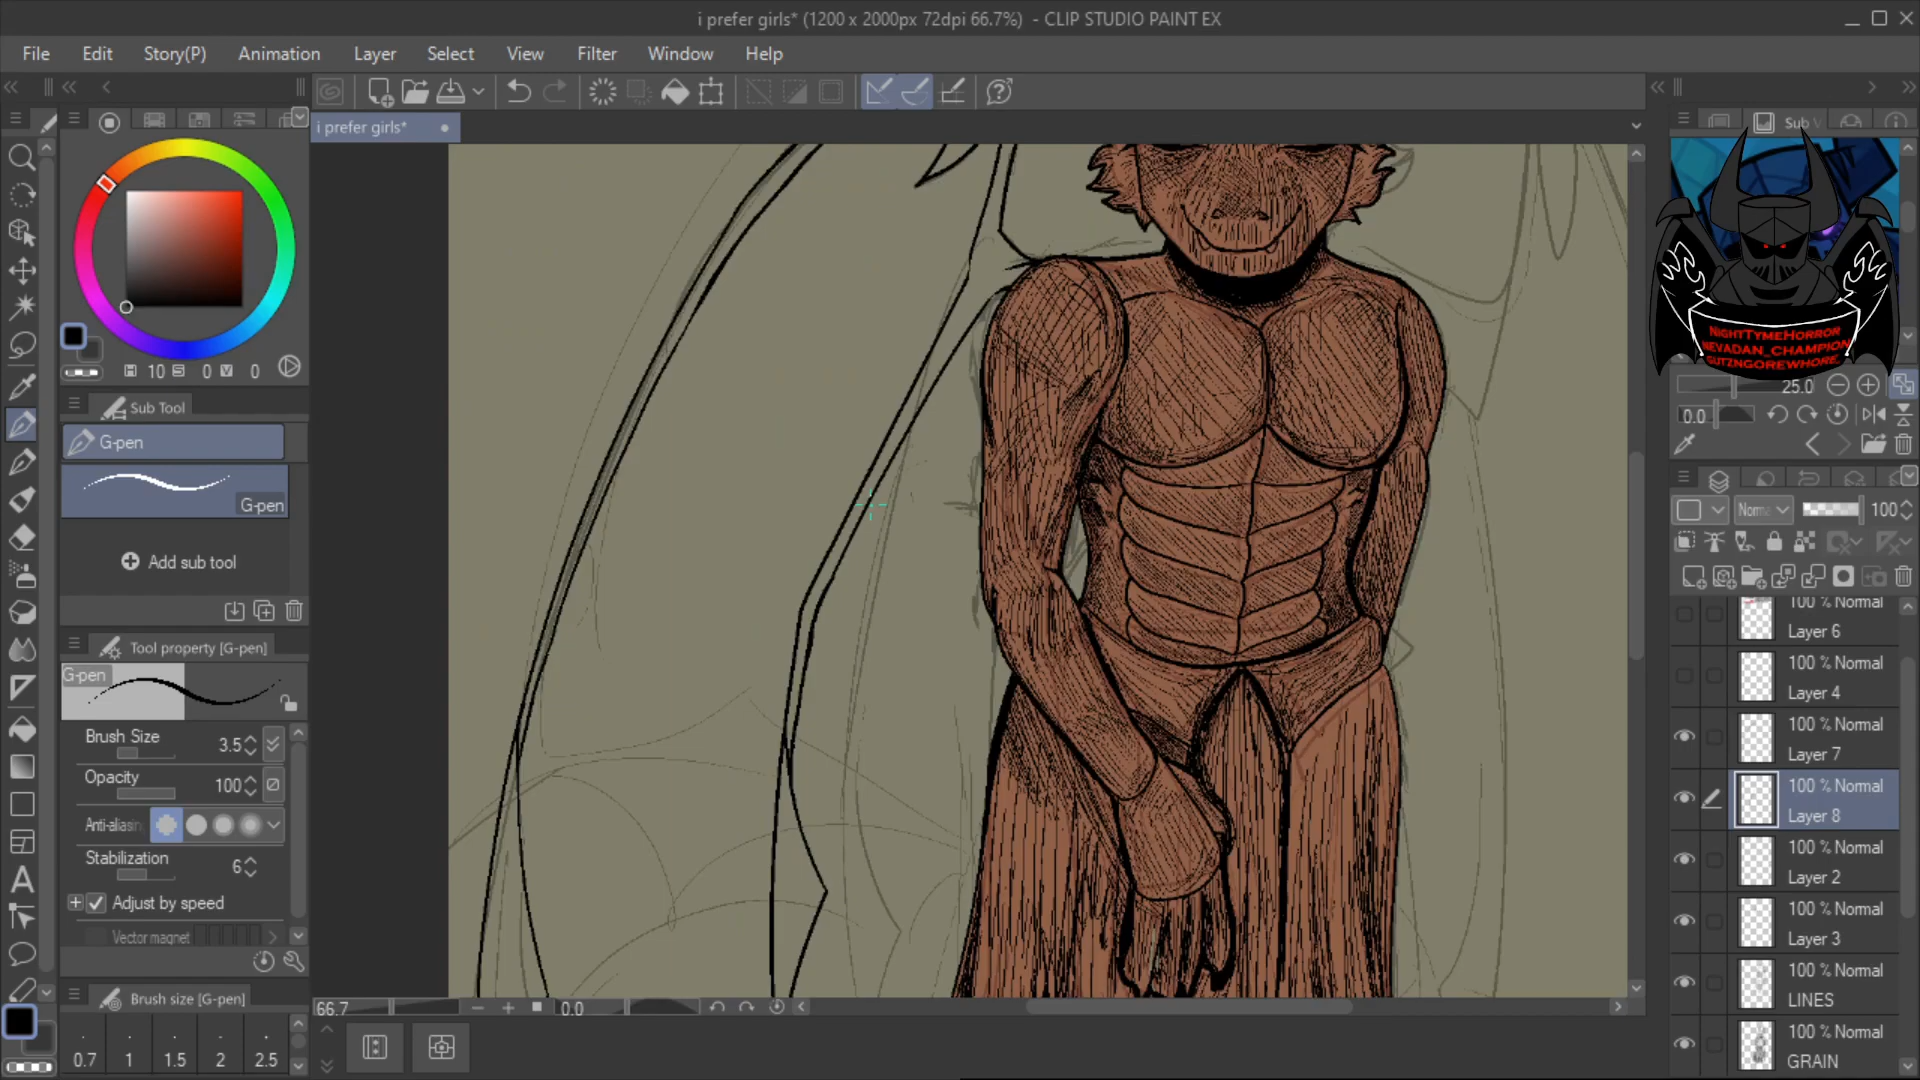 i prefer girls* (1200 x 2000px 72dpi 66.7%) - CLIP STUDIO PAINT EX
File Edit Story(P) Animation Layer Select View Filter Window Help
i prefer girls*
Sub V
NIGHTTYMEHORROR
NEVADAN_CHAMPION
GUTZNGOREWHORE
H 10 S 0 V 0
25.0
0.0
Sub Tool
G-pen
G-pen
Add sub tool
Norma 100
Tool property [G-pen]
G-pen
Brush Size 3.5
Opacity 100
Anti-aliasin
Stabilization 6
Adjust by speed
Vector magnet
Brush size [G-pen]
0.7 1 1.5 2 2.5
66.7 0.0
100 % Normal
Layer 6
100 % Normal
Layer 4
100 % Normal
Layer 7
100 % Normal
Layer 8
100 % Normal
Layer 2
100 % Normal
Layer 3
100 % Normal
LINES
100 % Normal
GRAIN